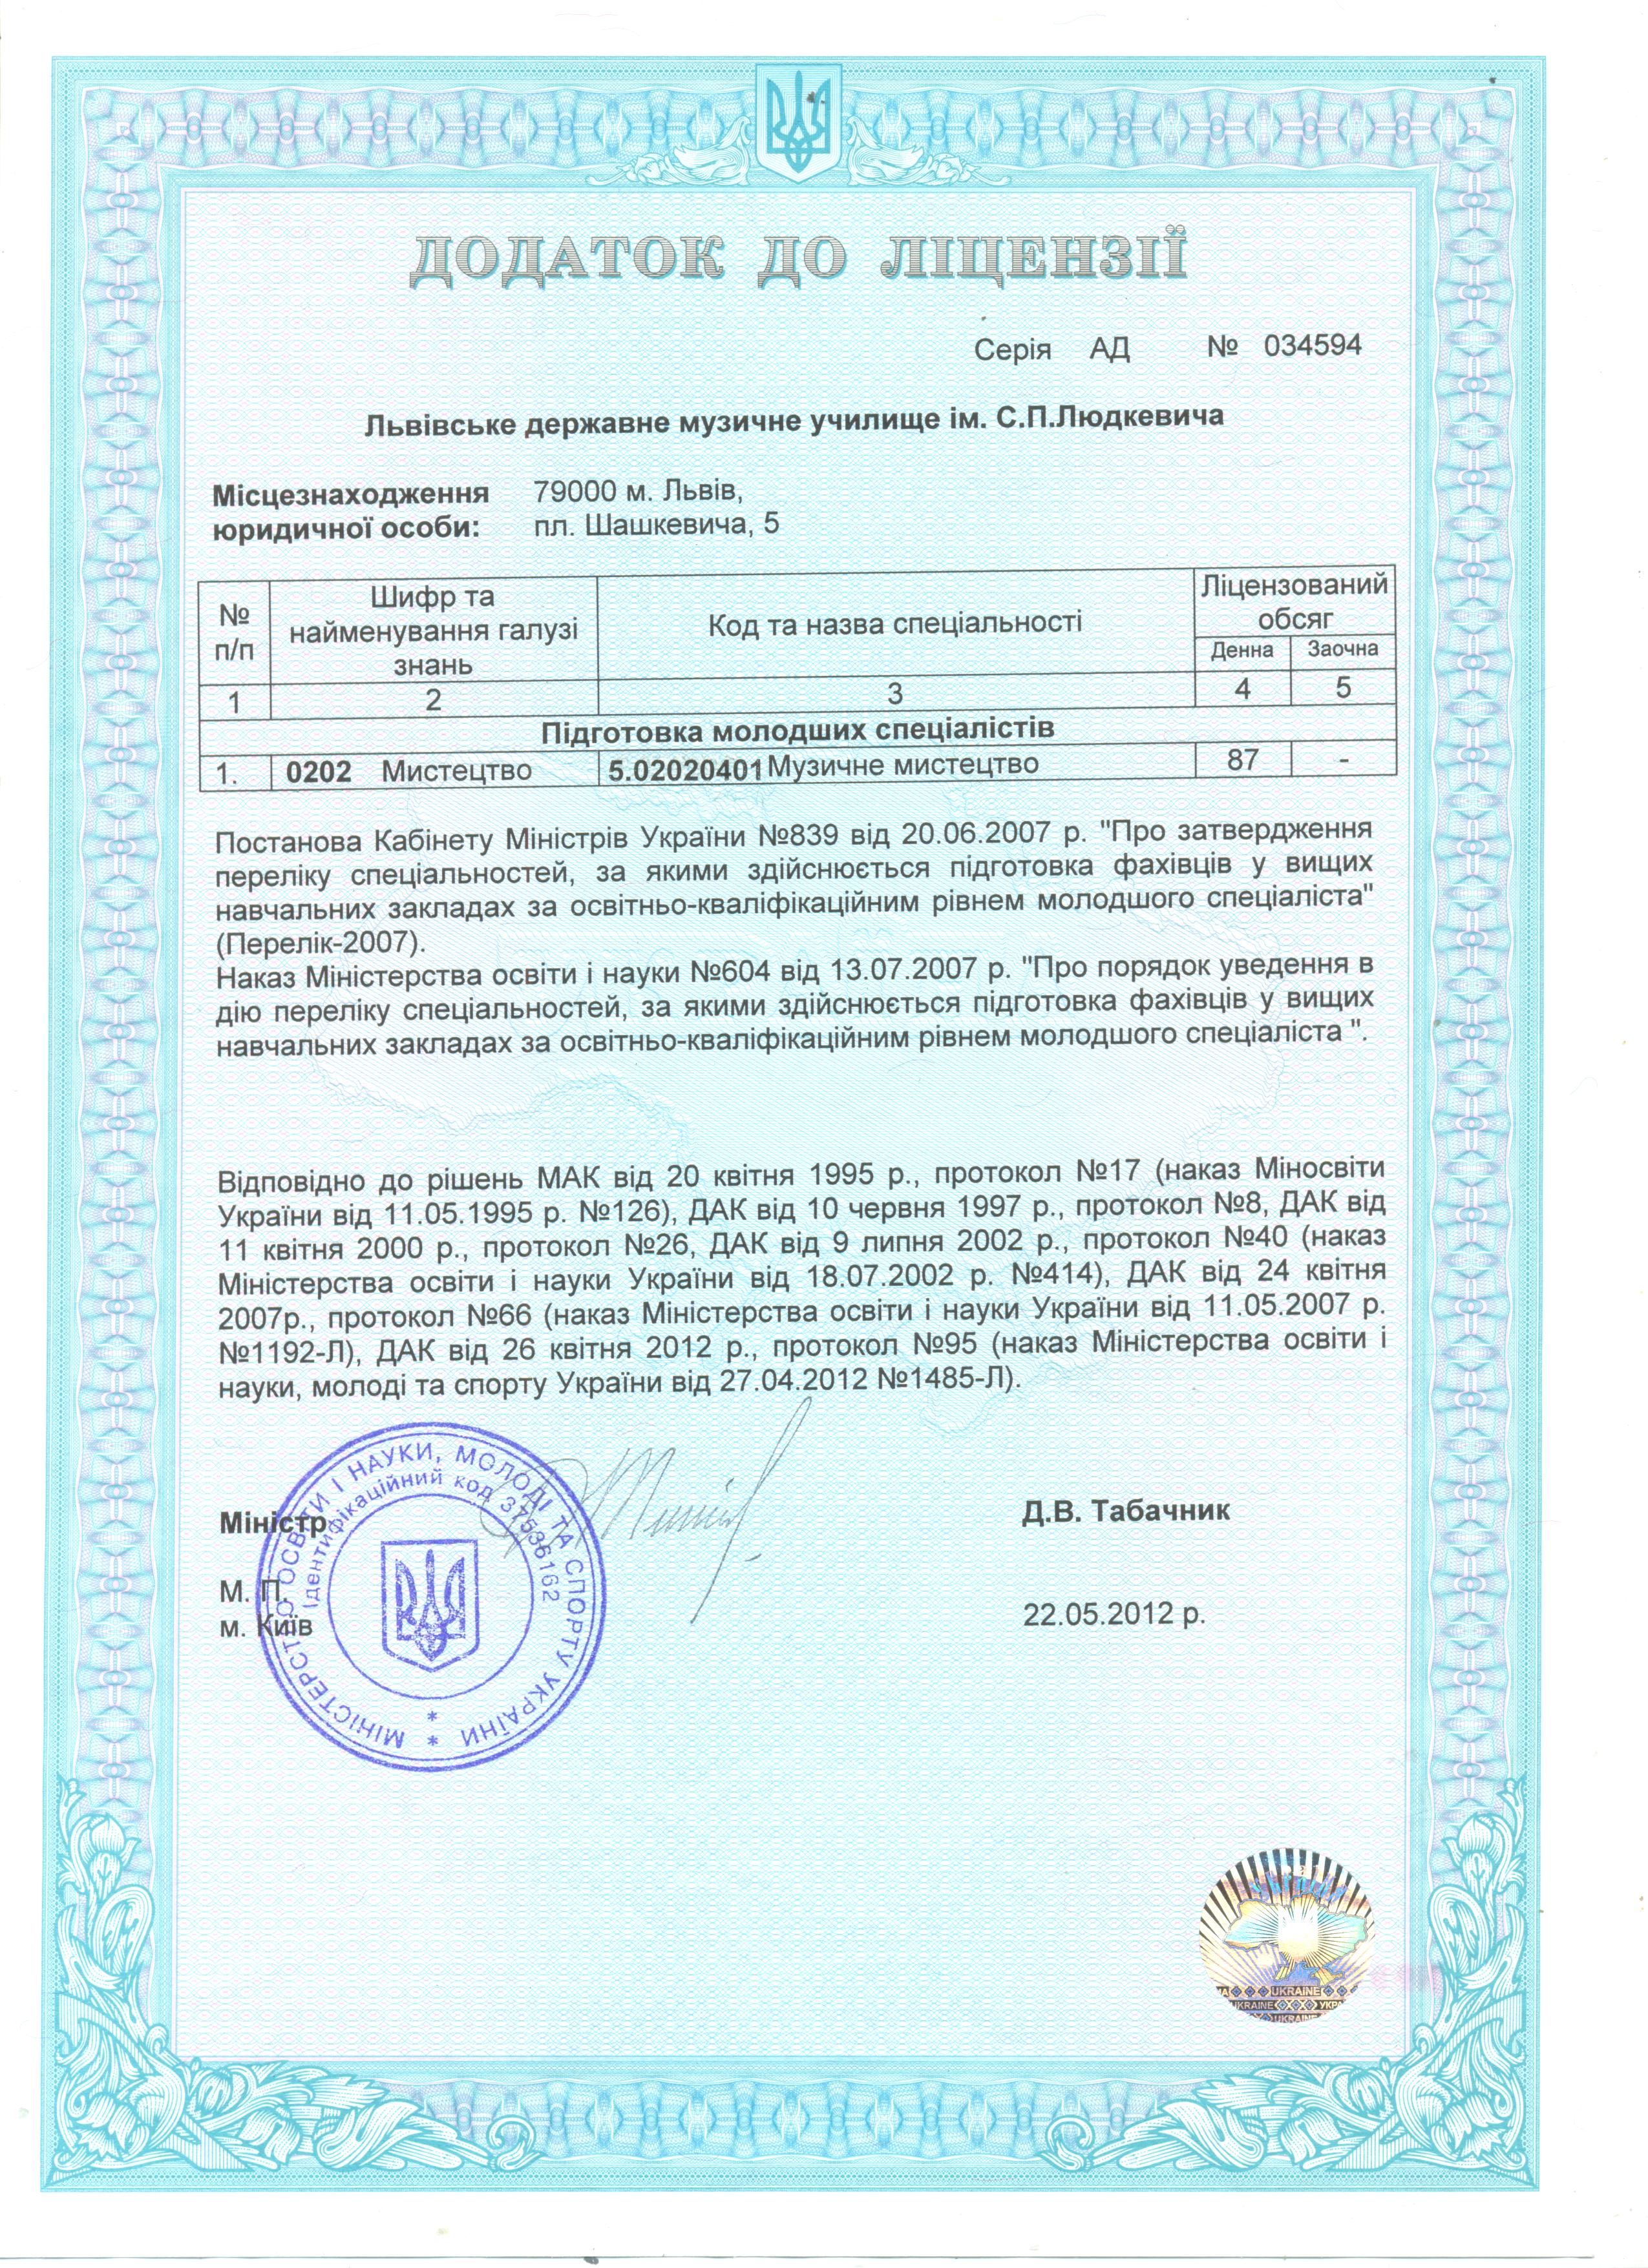 ДОДАТОК ДО ЛІЦЕНЗІЇ
Серія АД № 034594
Львівське державне музичне училище ім. С.П.Людкевича
Місцезнаходження 79000 м. Львів,
юридичної особи: пл. Шашкевича, 5
№ п/п Шифр та найменування галузі знань Код та назва спеціальності Ліцензований обсяг
Денна Заочна
1 2 3 4 5
Підготовка молодших спеціалістів
1. 0202 Мистецтво 5.02020401 Музичне мистецтво 87 -
Постанова Кабінету Міністрів України №839 від 20.06.2007 р. "Про затвердження
переліку спеціальностей, за якими здійснюється підготовка фахівців у вищих
навчальних закладах за освітньо-кваліфікаційним рівнем молодшого спеціаліста"
(Перелік-2007).
Наказ Міністерства освіти і науки №604 від 13.07.2007 р. "Про порядок уведення в
дію переліку спеціальностей, за якими здійснюється підготовка фахівців у вищих
навчальних закладах за освітньо-кваліфікаційним рівнем молодшого спеціаліста ".
Відповідно до рішень МАК від 20 квітня 1995 р., протокол №17 (наказ Міносвіти
України від 11.05.1995 р. №126), ДАК від 10 червня 1997 р., протокол №8, ДАК від
11 квітня 2000 р., протокол №26, ДАК від 9 липня 2002 р., протокол №40 (наказ
Міністерства освіти і науки України від 18.07.2002 р. №414), ДАК від 24 квітня
2007р., протокол №66 (наказ Міністерства освіти і науки України від 11.05.2007 р.
№1192-Л), ДАК від 26 квітня 2012 р., протокол №95 (наказ Міністерства освіти і
науки, молоді та спорту України від 27.04.2012 №1485-Л).
Міністр Д.В. Табачник
М. П.
м. Київ 22.05.2012 р.
МІНІСТЕРСТВО ОСВІТИ І НАУКИ, МОЛОДІ ТА СПОРТУ УКРАЇНИ
Ідентифікаційний код 37536162
UKRAINE
UKRAINE
UKRAINE